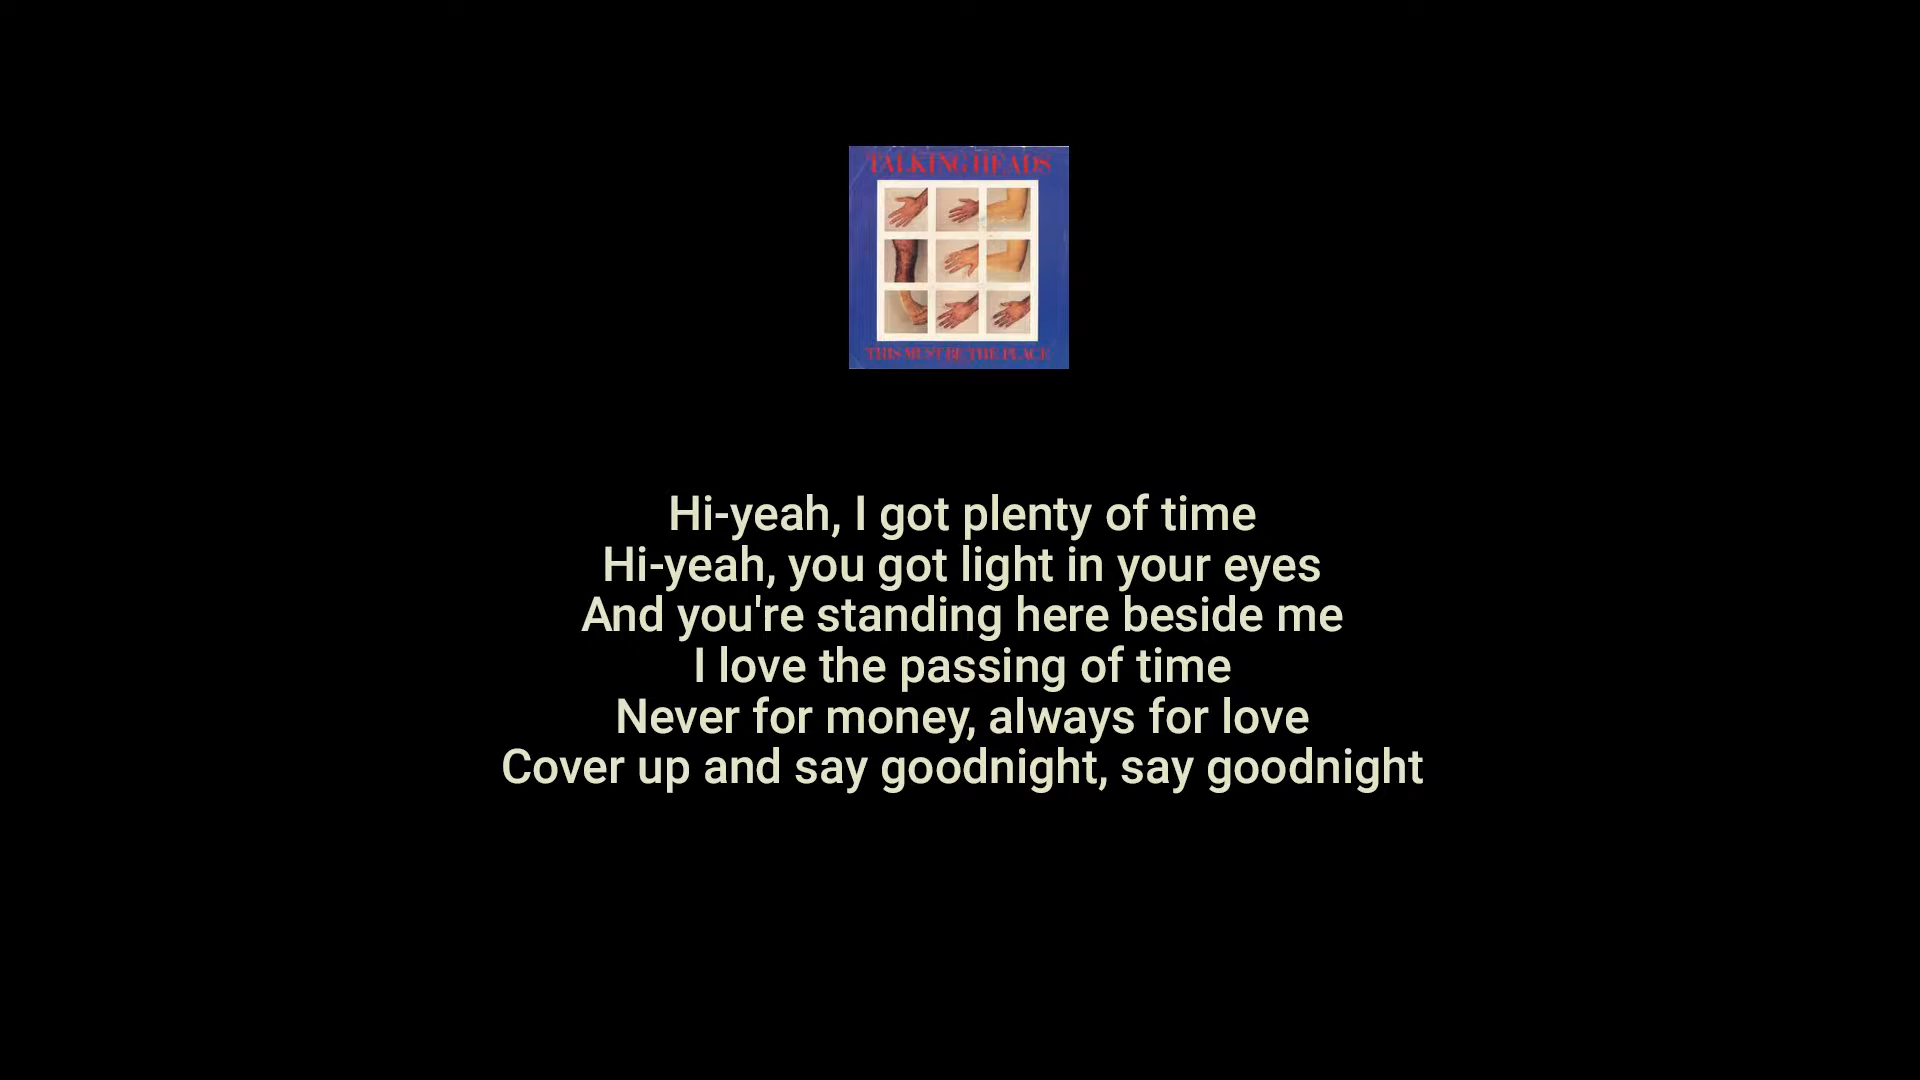 TALKING HEADS
THIS MUST BE THE PLACE
Hi-yeah, I got plenty of time
Hi-yeah, you got light in your eyes
And you're standing here beside me
I love the passing of time
Never for money, always for love
Cover up and say goodnight, say goodnight